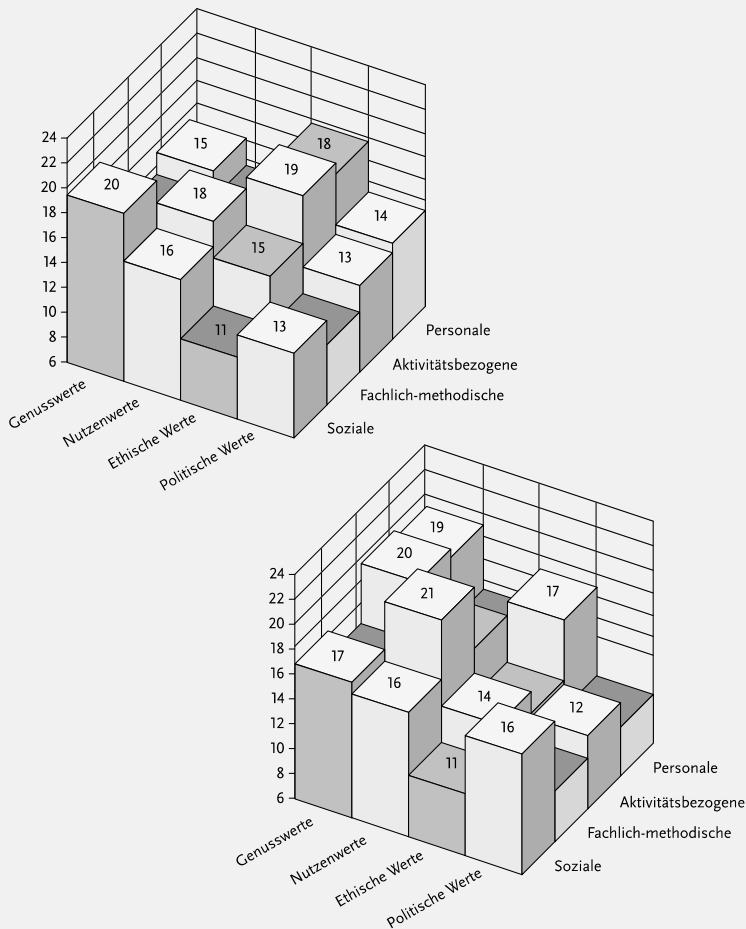 24
22
20
18
16
14
12
10
8
6
15
18
20
18
19
14
16
15
13
11
13
Personale
Aktivitätsbezogene
Fachlich-methodische
Soziale
Genusswerte
Nutzenwerte
Ethische Werte
Politische Werte
24
22
20
18
16
14
12
10
8
6
19
20
21
17
17
16
14
12
16
11
Personale
Aktivitätsbezogene
Fachlich-methodische
Soziale
Genusswerte
Nutzenwerte
Ethische Werte
Politische Werte